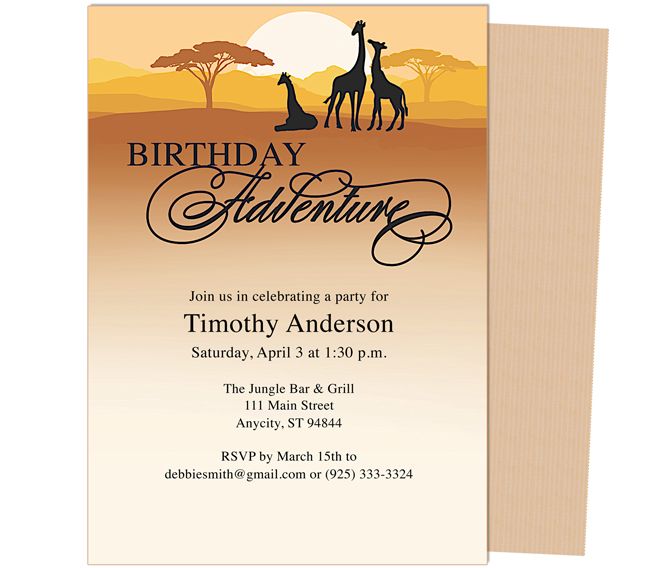 BIRTHDAY
Adventure
Join us in celebrating a party for
Timothy Anderson
Saturday, April 3 at 1:30 p.m.
The Jungle Bar & Grill
111 Main Street
Anycity, ST 94844
RSVP by March 15th to
debbiesmith@gmail.com or (925) 333-3324